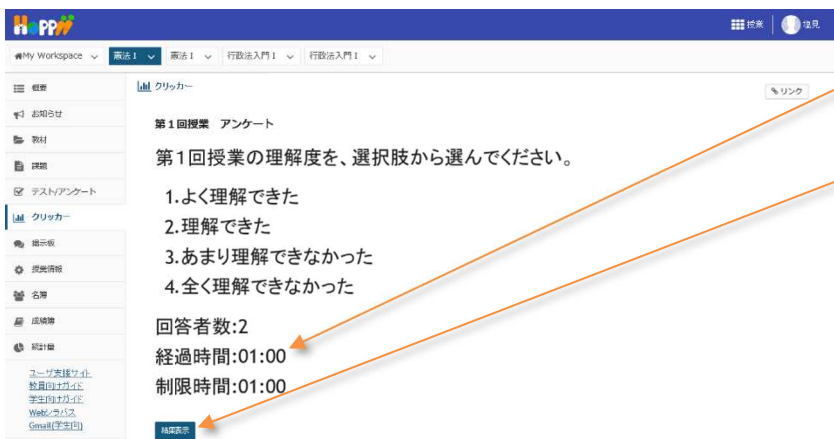 HOPPii
授業
塩見
My Workspace
憲法Ⅰ
憲法Ⅰ
行政法入門Ⅰ
行政法入門Ⅰ
概要
お知らせ
教材
課題
テスト/アンケート
クリッカー
掲示板
授業情報
名簿
成績簿
統計量
ユーザ支援サイト
教員向けガイド
学生向けガイド
Webシラバス
Gmail(学生向)
クリッカー
リンク
第1回授業 アンケート
第1回授業の理解度を、選択肢から選んでください。
1.よく理解できた
2.理解できた
3.あまり理解できなかった
4.全く理解できなかった
回答者数:2
経過時間:01:00
制限時間:01:00
結果表示